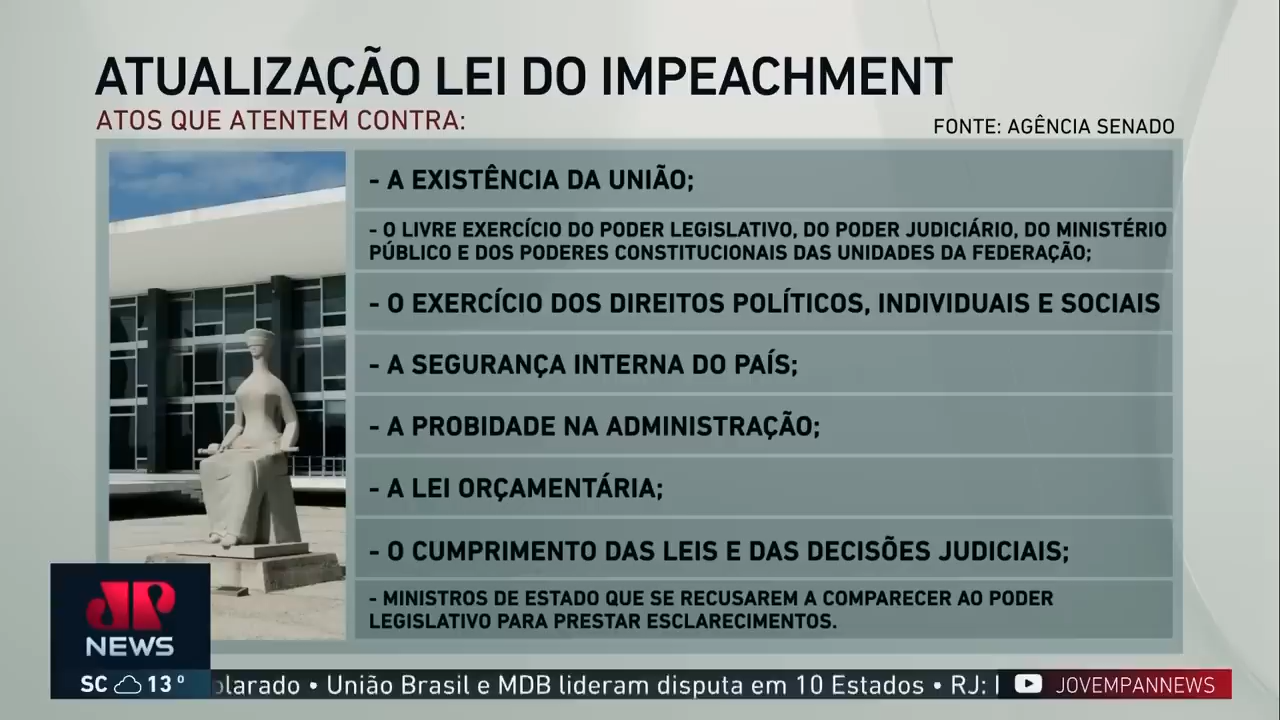 ATUALIZAÇÃO LEI DO IMPEACHMENT
ATOS QUE ATENTEM CONTRA:
FONTE: AGÊNCIA SENADO
- A EXISTÊNCIA DA UNIÃO;
- O LIVRE EXERCÍCIO DO PODER LEGISLATIVO, DO PODER JUDICIÁRIO, DO MINISTÉRIO
PÚBLICO E DOS PODERES CONSTITUCIONAIS DAS UNIDADES DA FEDERAÇÃO;
- O EXERCÍCIO DOS DIREITOS POLÍTICOS, INDIVIDUAIS E SOCIAIS
- A SEGURANÇA INTERNA DO PAÍS;
- A PROBIDADE NA ADMINISTRAÇÃO;
- A LEI ORÇAMENTÁRIA;
- O CUMPRIMENTO DAS LEIS E DAS DECISÕES JUDICIAIS;
- MINISTROS DE ESTADO QUE SE RECUSAREM A COMPARECER AO PODER
LEGISLATIVO PARA PRESTAR ESCLARECIMENTOS.
JP
NEWS
SC 13°
olarado • União Brasil e MDB lideram disputa em 10 Estados • RJ:
JOVEMPANNEWS